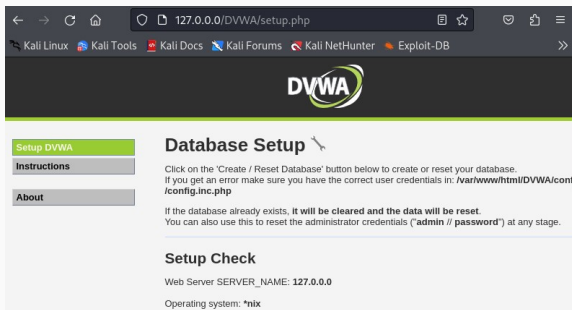 127.0.0.0/DVWA/setup.php
Kali Linux Kali Tools Kali Docs Kali Forums Kali NetHunter Exploit-DB
DVWA
Setup DVWA
Instructions
About
Database Setup
Click on the 'Create / Reset Database' button below to create or reset your database.
If you get an error make sure you have the correct user credentials in: /var/www/html/DVWA/conf
/config.inc.php
If the database already exists, it will be cleared and the data will be reset.
You can also use this to reset the administrator credentials ("admin // password") at any stage.
Setup Check
Web Server SERVER_NAME: 127.0.0.0
Operating system: *nix